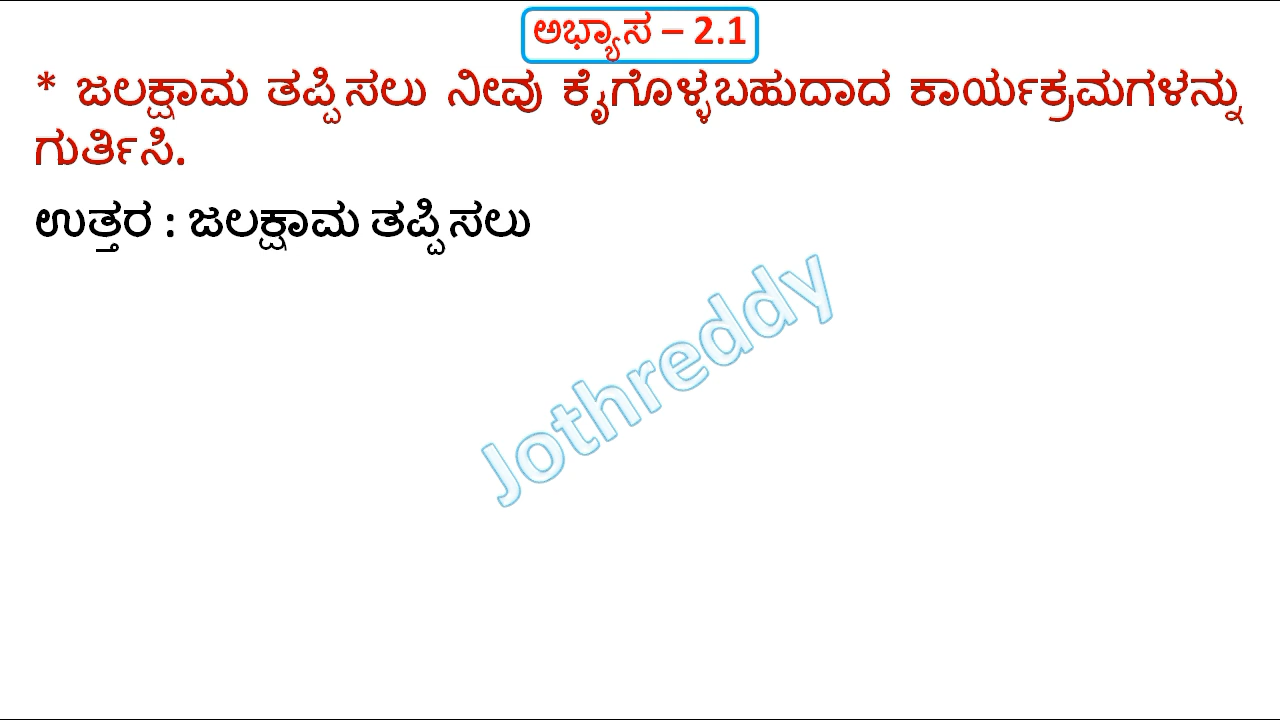 ಅಭ್ಯಾಸ – 2.1
* ಜಲಕ್ಷಾಮ ತಪ್ಪಿಸಲು ನೀವು ಕೈಗೊಳ್ಳಬಹುದಾದ ಕಾರ್ಯಕ್ರಮಗಳನ್ನು
ಗುರ್ತಿಸಿ.
ಉತ್ತರ : ಜಲಕ್ಷಾಮ ತಪ್ಪಿಸಲು
Jothreddy